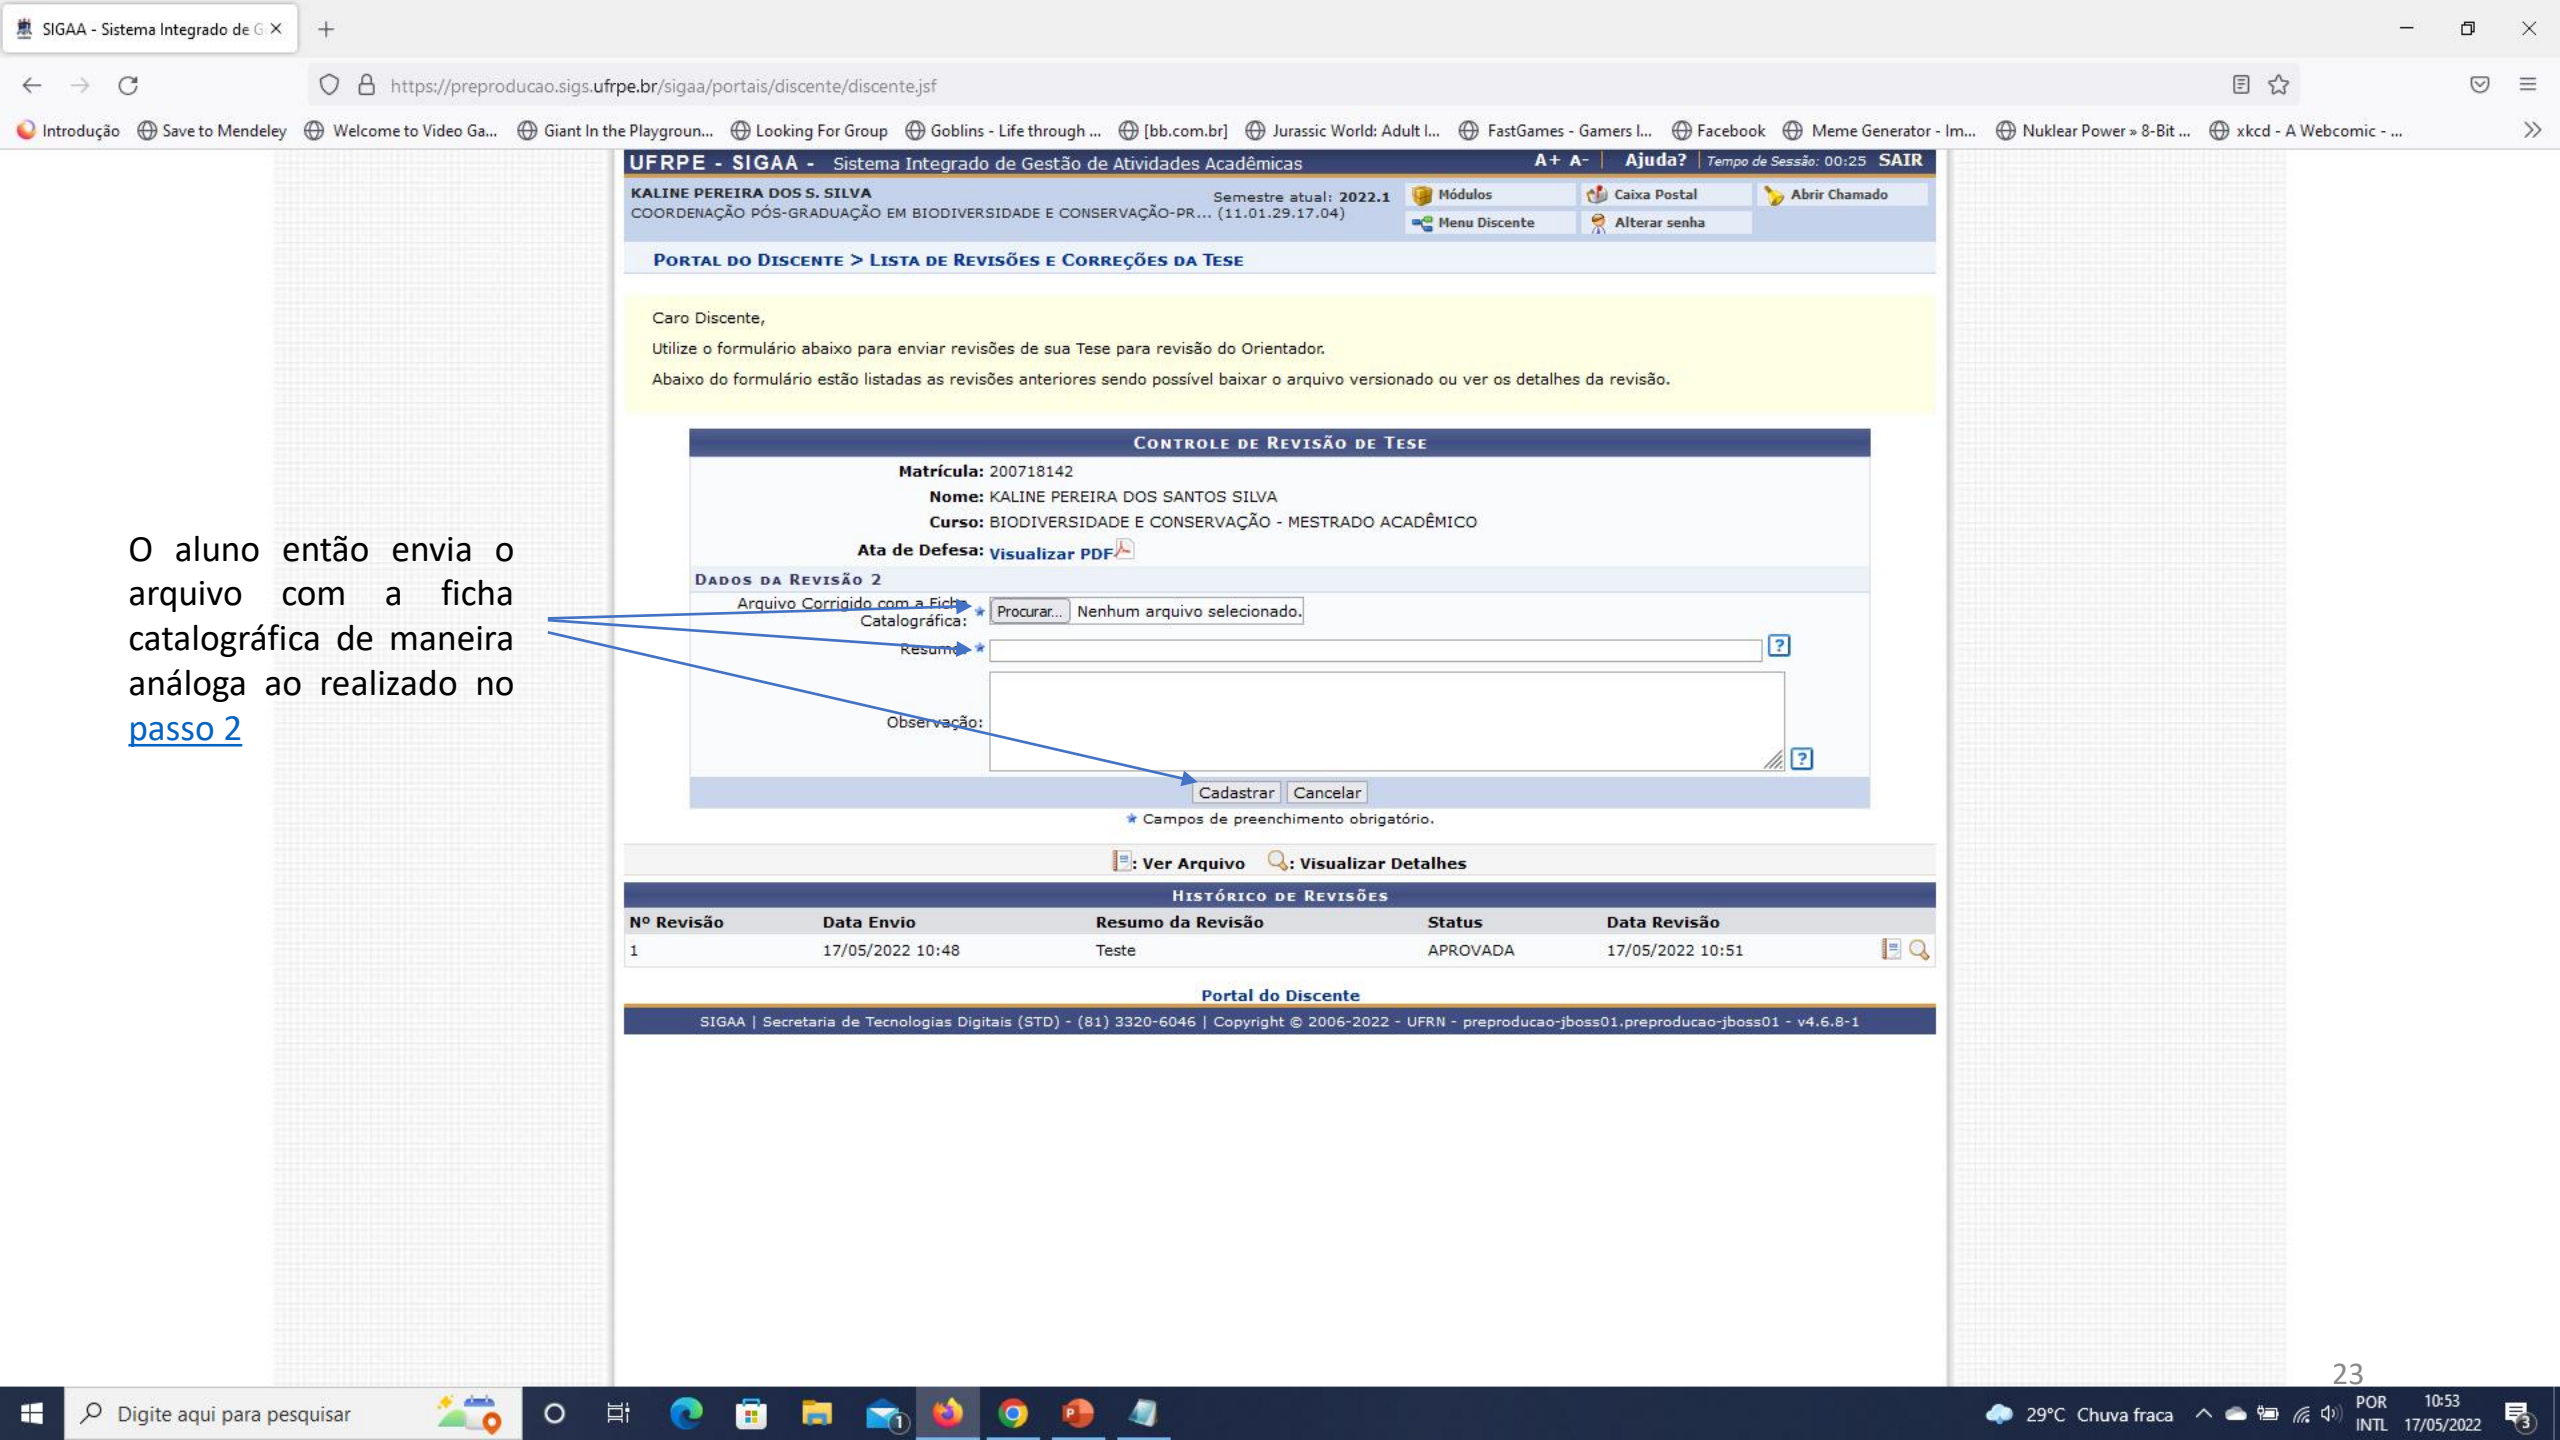 SIGAA - Sistema Integrado de G
https://preproducao.sigs.ufrpe.br/sigaa/portais/discente/discente.jsf
Introdução Save to Mendeley Welcome to Video Ga... Giant In the Playgroun... Looking For Group Goblins - Life through ... [bb.com.br] Jurassic World: Adult I... FastGames - Gamers I... Facebook Meme Generator - Im... Nuklear Power » 8-Bit ... xkcd - A Webcomic - ...
UFRPE - SIGAA - Sistema Integrado de Gestão de Atividades Acadêmicas A+ A- | Ajuda? | Tempo de Sessão: 00:25 SAIR
KALINE PEREIRA DOS S. SILVA Semestre atual: 2022.1 Módulos Caixa Postal Abrir Chamado
COORDENAÇÃO PÓS-GRADUAÇÃO EM BIODIVERSIDADE E CONSERVAÇÃO-PR... (11.01.29.17.04)
Menu Discente Alterar senha
PORTAL DO DISCENTE > LISTA DE REVISÕES E CORREÇÕES DA TESE
Caro Discente,
Utilize o formulário abaixo para enviar revisões de sua Tese para revisão do Orientador.
Abaixo do formulário estão listadas as revisões anteriores sendo possível baixar o arquivo versionado ou ver os detalhes da revisão.
CONTROLE DE REVISÃO DE TESE
Matrícula: 200718142
Nome: KALINE PEREIRA DOS SANTOS SILVA
Curso: BIODIVERSIDADE E CONSERVAÇÃO - MESTRADO ACADÊMICO
Ata de Defesa: Visualizar PDF
DADOS DA REVISÃO 2
Arquivo Corrigido com a Ficha
Catalográfica: Procurar... Nenhum arquivo selecionado.
Resumo: ?
Observação: ?
Cadastrar Cancelar
Campos de preenchimento obrigatório.
: Ver Arquivo : Visualizar Detalhes
HISTÓRICO DE REVISÕES
Nº Revisão Data Envio Resumo da Revisão Status Data Revisão
1 17/05/2022 10:48 Teste APROVADA 17/05/2022 10:51
Portal do Discente
SIGAA | Secretaria de Tecnologias Digitais (STD) - (81) 3320-6046 | Copyright © 2006-2022 - UFRN - preproducao-jboss01.preproducao-jboss01 - v4.6.8-1
O aluno então envia o
arquivo com a ficha
catalográfica de maneira
análoga ao realizado no
passo 2
23
Digite aqui para pesquisar 1 29°C Chuva fraca POR 10:53
INTL 17/05/2022 3